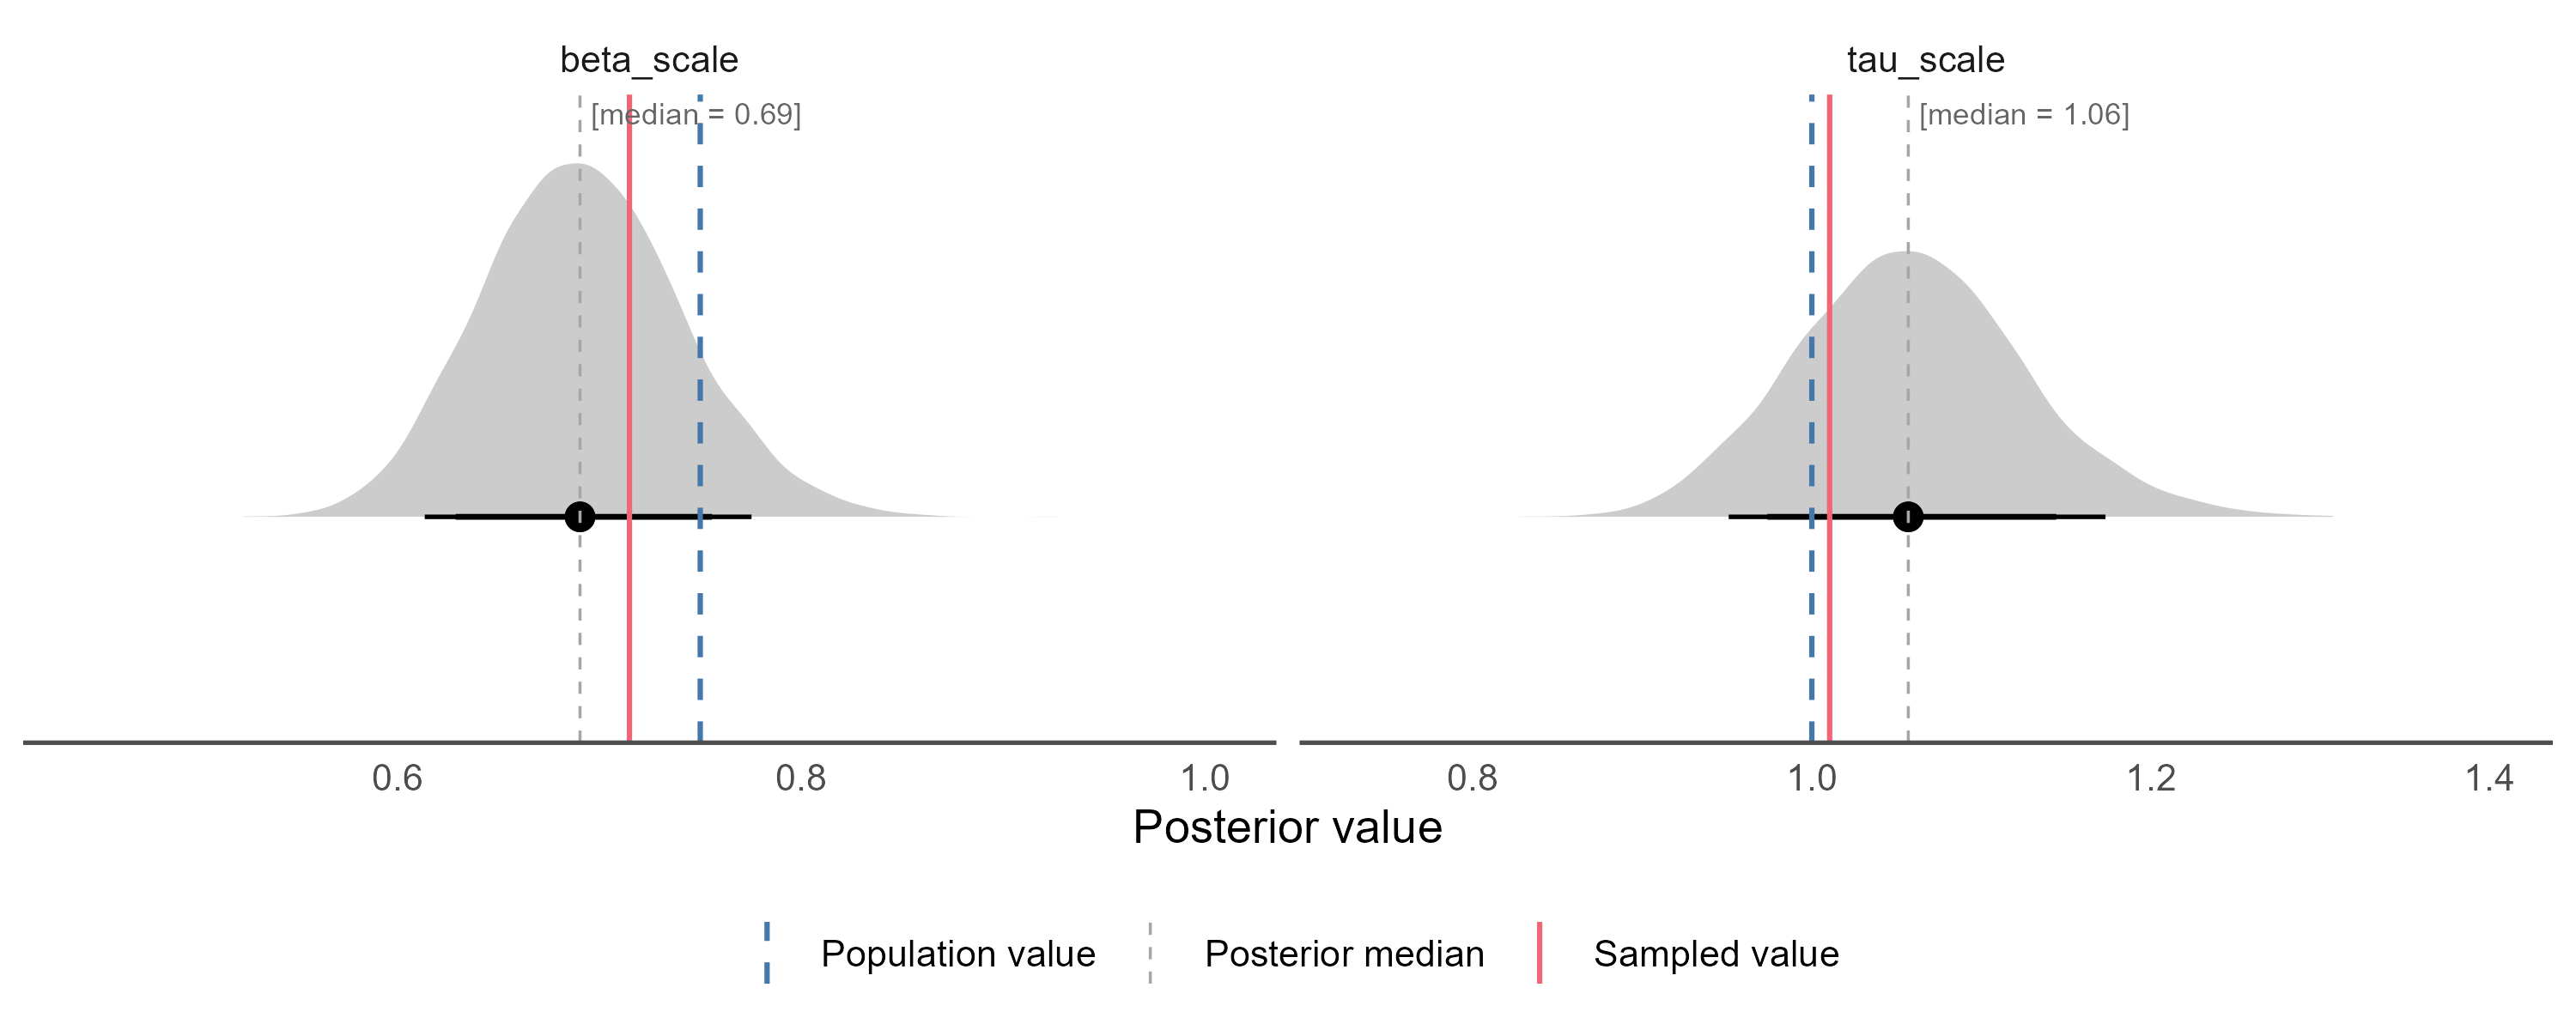 beta_scale
[median = 0.69]
tau_scale
[median = 1.06]
0.6 0.8 1.0
0.8 1.0 1.2 1.4
Posterior value
Population value Posterior median Sampled value